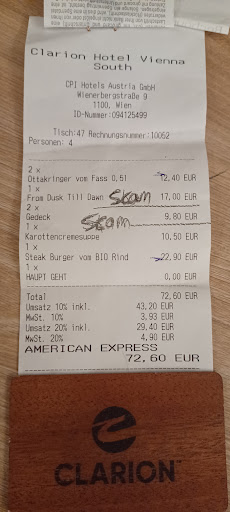 Clarion Hotel Vienna
South
CPI Hotels Austria GmbH
Wienerbergstraße 9
1100, Wien
ID-Nummer:094125499
Tisch:47 Rechnungsnummer:10052
Personen: 4
2 x
Ottakringer vom Fass 0,5l 12,40 EUR
1 x
From Dusk Till Dawn Scam 17,00 EUR
2 x
Gedeck Scam 9,80 EUR
1 x
Karottencremesuppe 10,50 EUR
1 x
Steak Burger vom BIO Rind 22,90 EUR
1 x
HAUPT GEHT 0,00 EUR
Total 72,60 EUR
Umsatz 10% inkl. 43,20 EUR
MwSt. 10% 3,93 EUR
Umsatz 20% inkl. 29,40 EUR
MwSt. 20% 4,90 EUR
AMERICAN EXPRESS
72,60 EUR
CLARION™